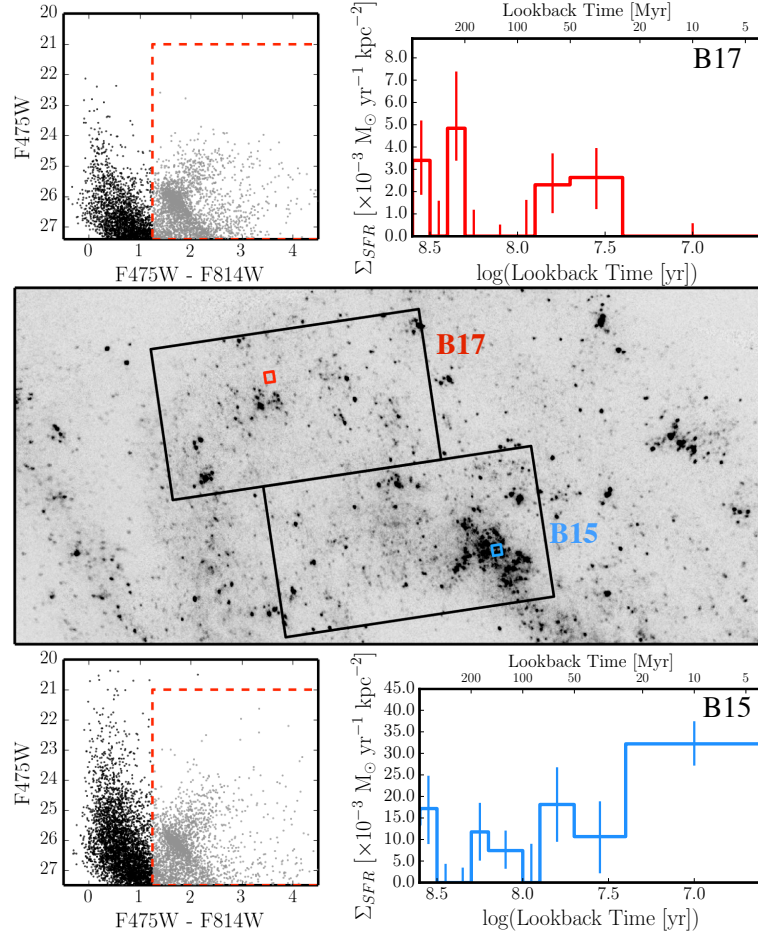 Lookback Time [Myr]
200 100 50 10 5
20
21
22
23
24
25
26
27
F475W
0 1 2 3 4
F475W - F814W
8.0
7.0
6.0
5.0
4.0
3.0
2.0
1.0
0.0
Σ_SFR [×10⁻³ M⊙ yr⁻¹ kpc⁻²]
B17
8.5 8.0 7.5 7.0
log(Lookback Time [yr])
B17
B15
20
21
22
23
24
25
26
27
F475W
0 1 2 3 4
F475W - F814W
Lookback Time [Myr]
200 100 50 10 5
45.0
40.0
35.0
30.0
25.0
20.0
15.0
10.0
5.0
0.0
Σ_SFR [×10⁻³ M⊙ yr⁻¹ kpc⁻²]
B15
8.5 8.0 7.5 7.0
log(Lookback Time [yr])